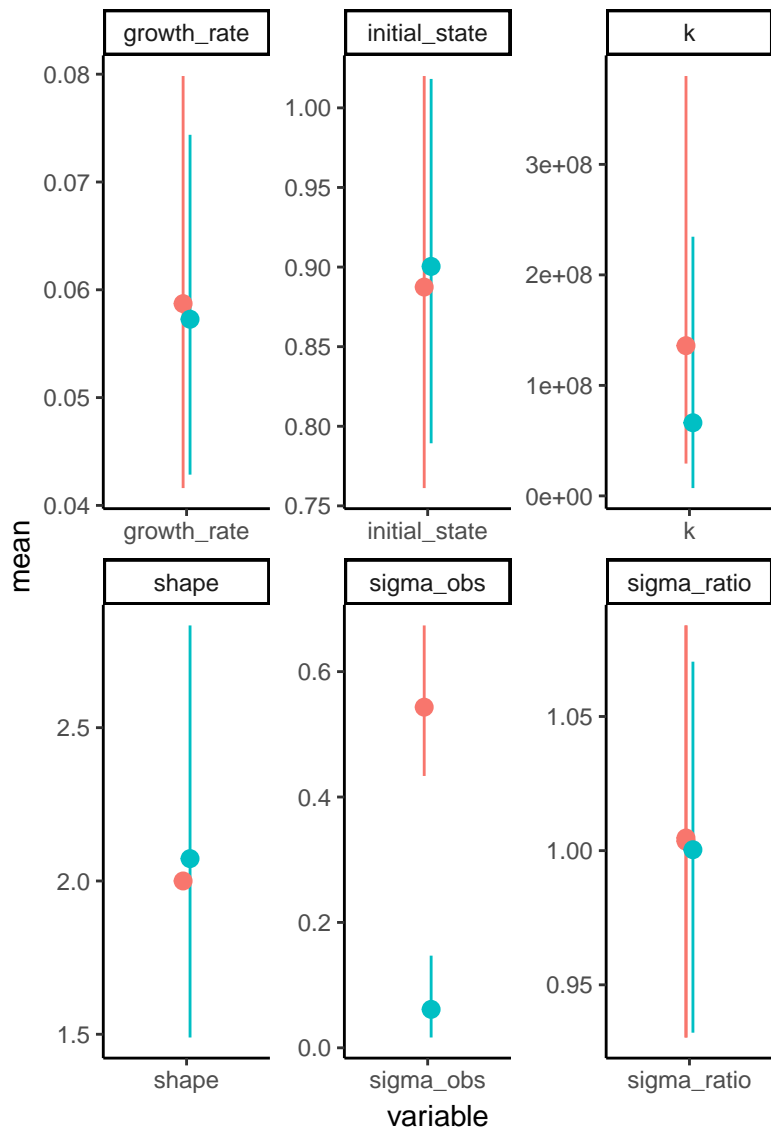 growth_rate
initial_state
k
0.08
0.07
0.06
0.05
0.04
1.00
0.95
0.90
0.85
0.80
0.75
3e+08
2e+08
1e+08
0e+00
growth_rate
initial_state
k
mean
shape
sigma_obs
sigma_ratio
2.5
2.0
1.5
0.6
0.4
0.2
0.0
1.05
1.00
0.95
shape
sigma_obs
sigma_ratio
variable